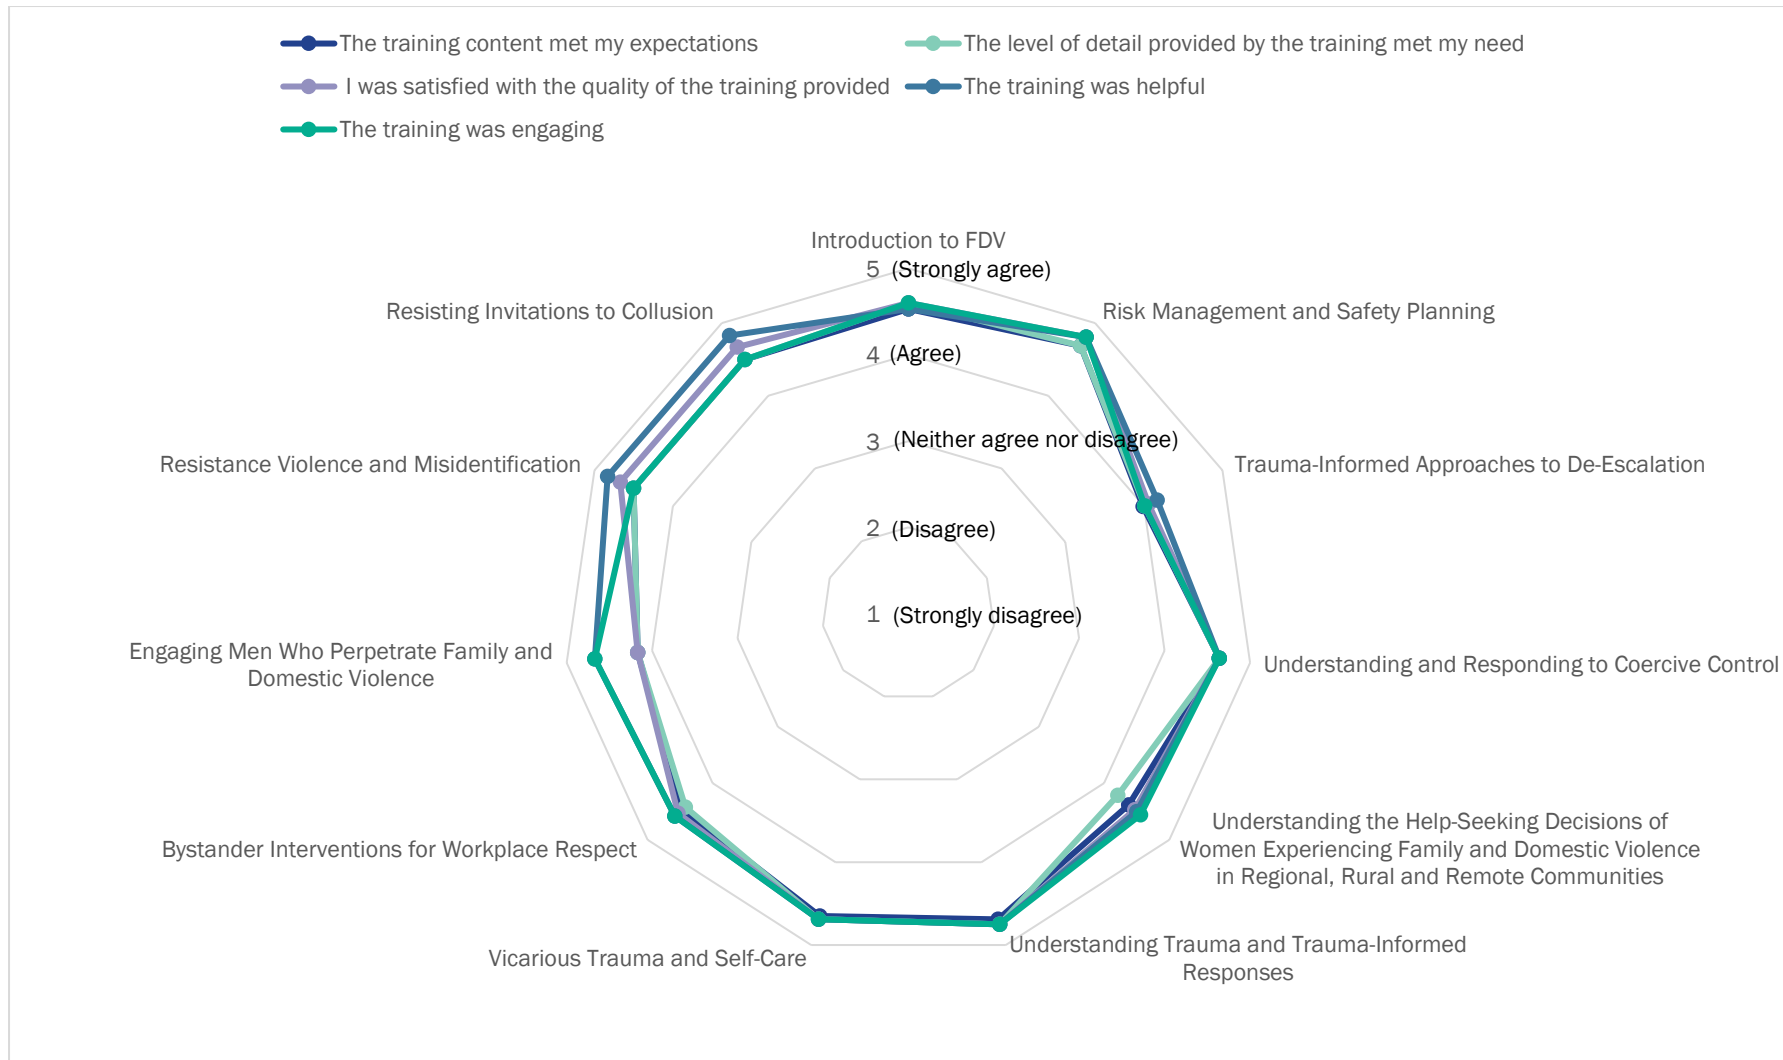 The training content met my expectations
The level of detail provided by the training met my need
I was satisfied with the quality of the training provided
The training was helpful
The training was engaging
Introduction to FDV
5 (Strongly agree)
Resisting Invitations to Collusion
Risk Management and Safety Planning
4 (Agree)
3 (Neither agree nor disagree)
Resistance Violence and Misidentification
Trauma-Informed Approaches to De-Escalation
2 (Disagree)
1 (Strongly disagree)
Engaging Men Who Perpetrate Family and
Domestic Violence
Understanding and Responding to Coercive Control
Bystander Interventions for Workplace Respect
Understanding the Help-Seeking Decisions of
Women Experiencing Family and Domestic Violence
in Regional, Rural and Remote Communities
Vicarious Trauma and Self-Care
Understanding Trauma and Trauma-Informed
Responses